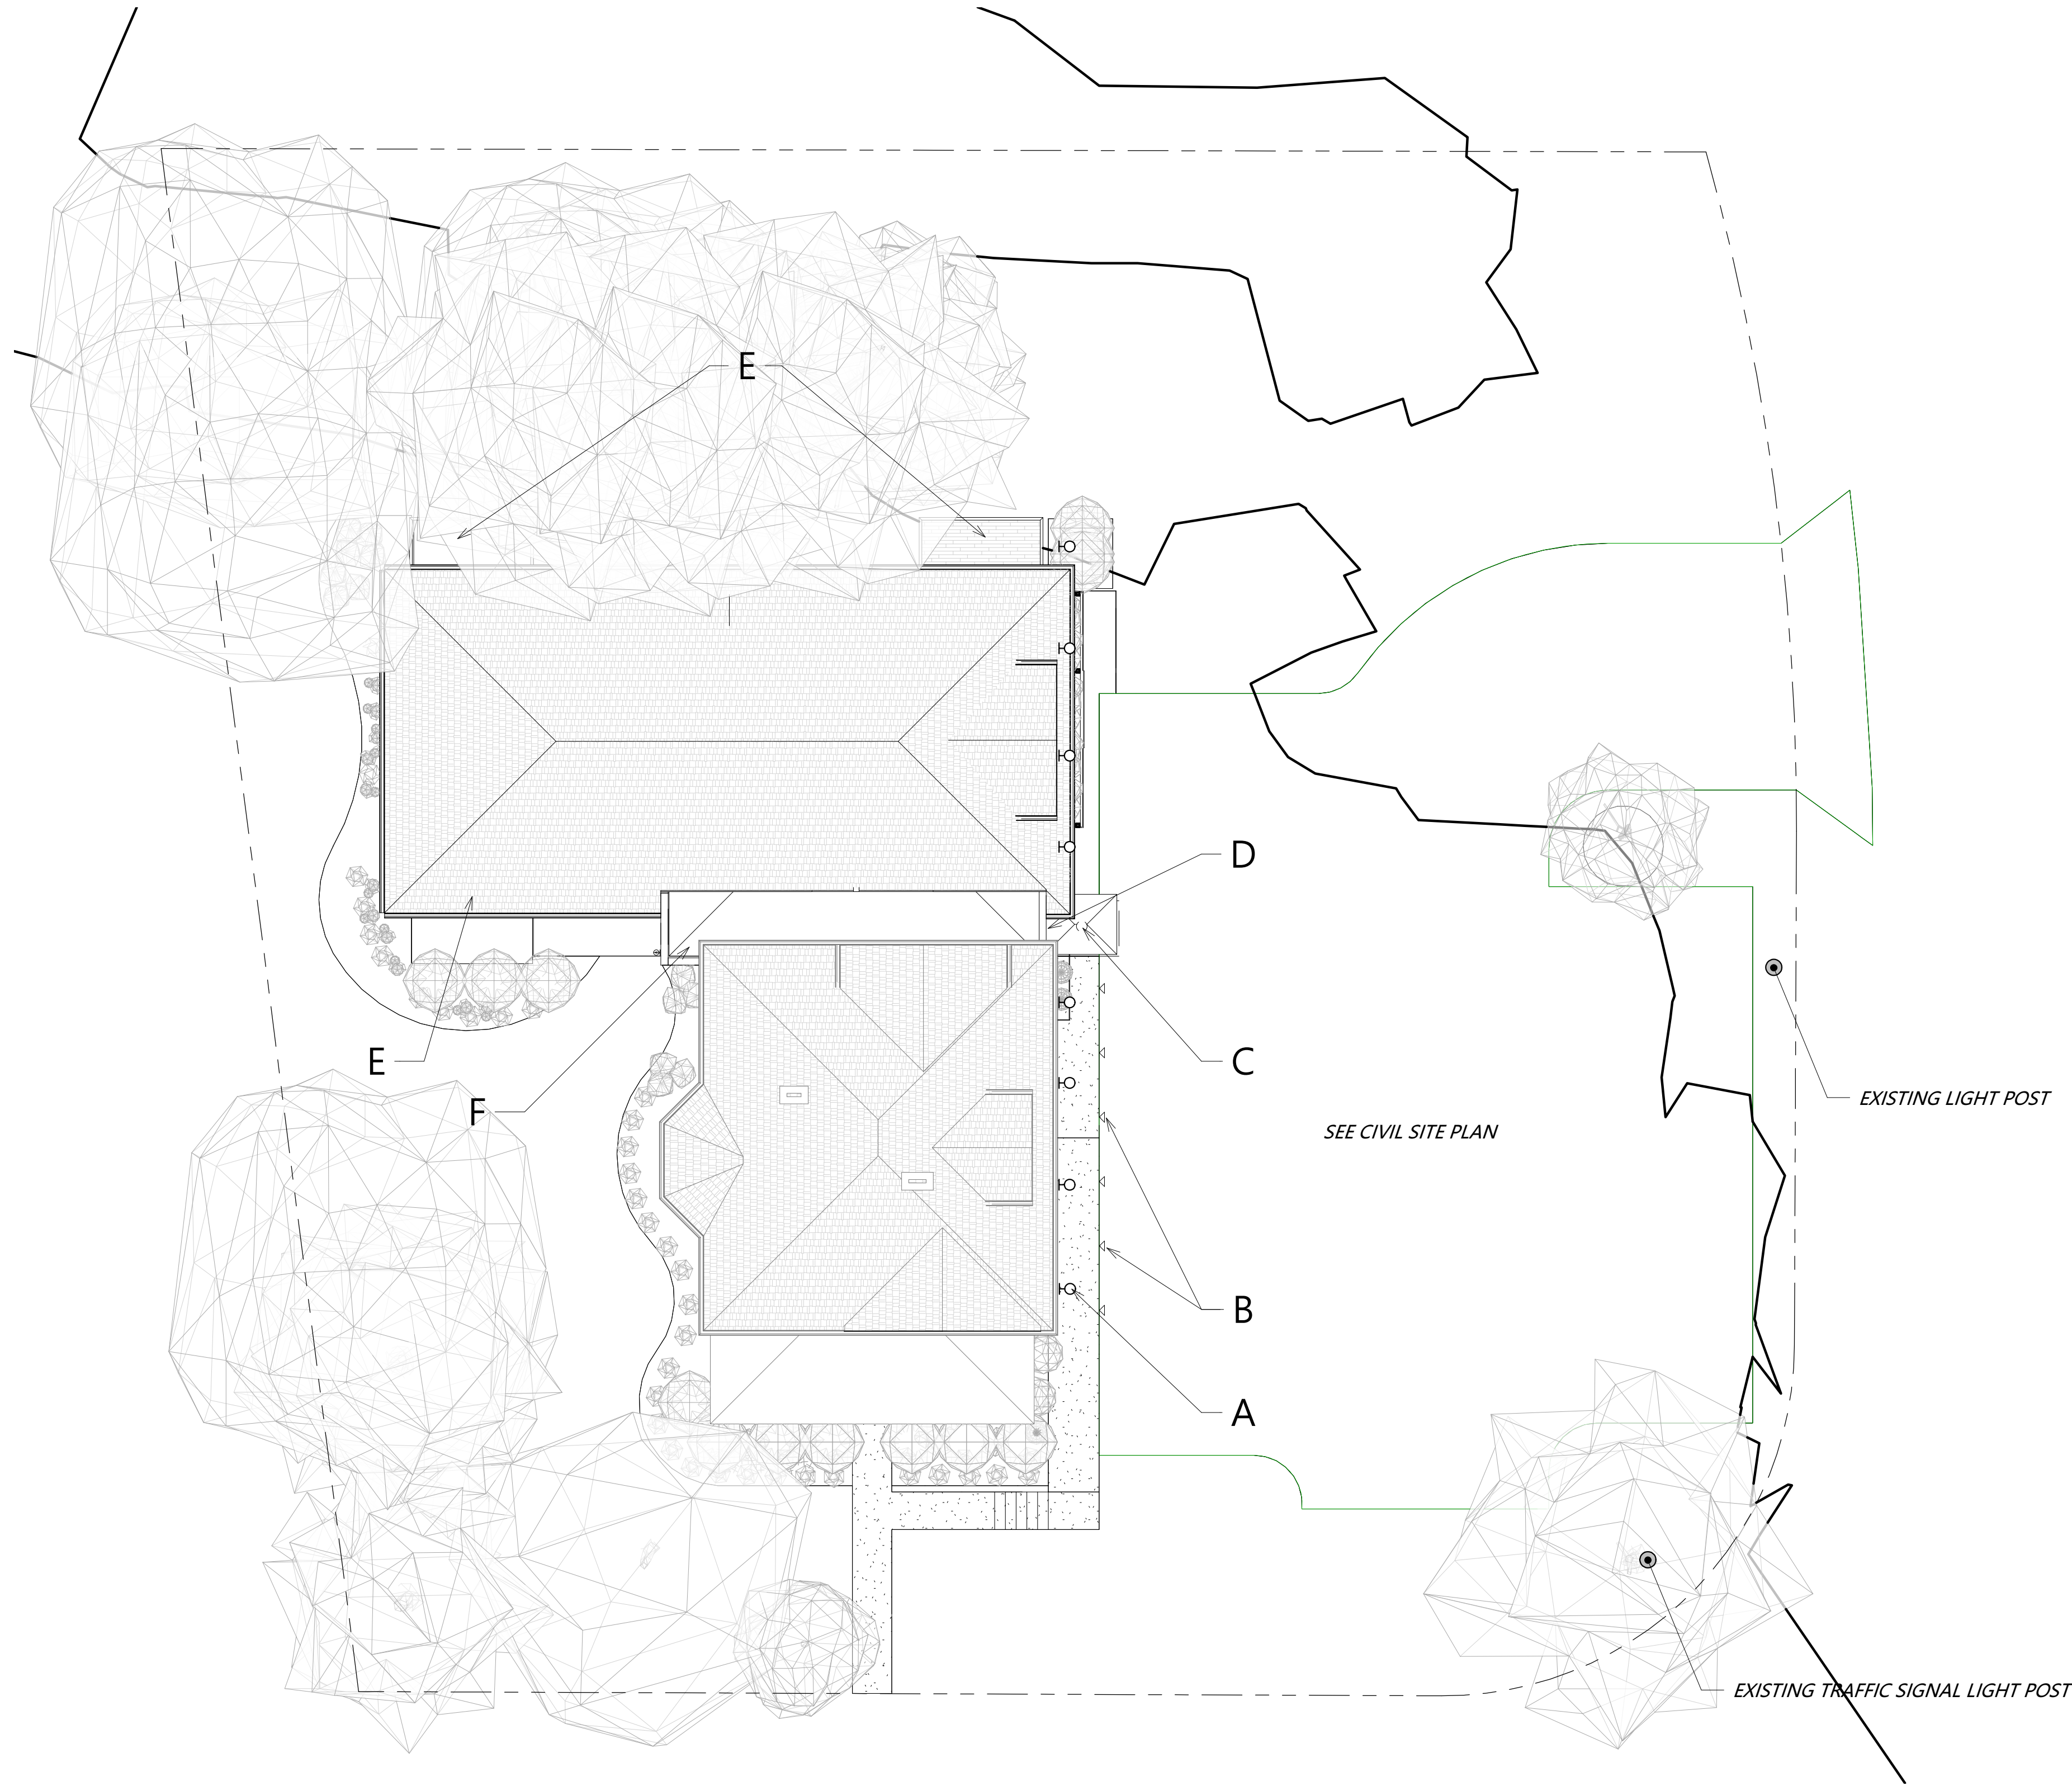 E
D
E
C
F
EXISTING LIGHT POST
SEE CIVIL SITE PLAN
B
A
EXISTING TRAFFIC SIGNAL LIGHT POST